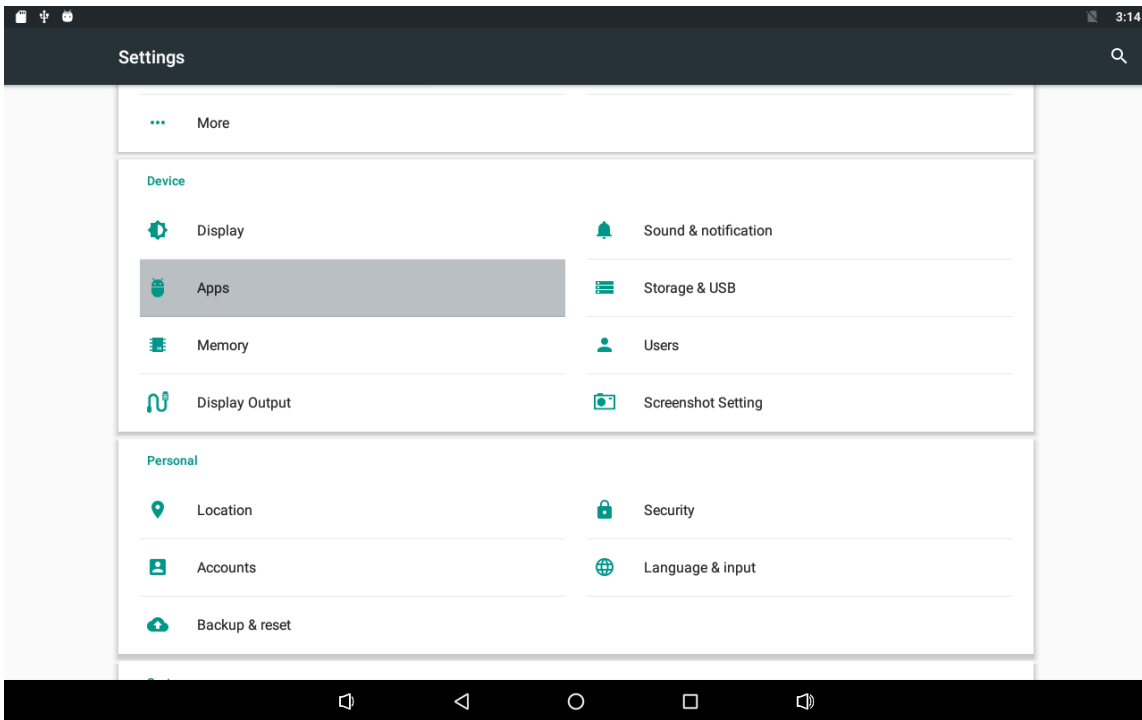 3:14
Settings
More
Device
Display
Sound & notification
Apps
Storage & USB
Memory
Users
Display Output
Screenshot Setting
Personal
Location
Security
Accounts
Language & input
Backup & reset